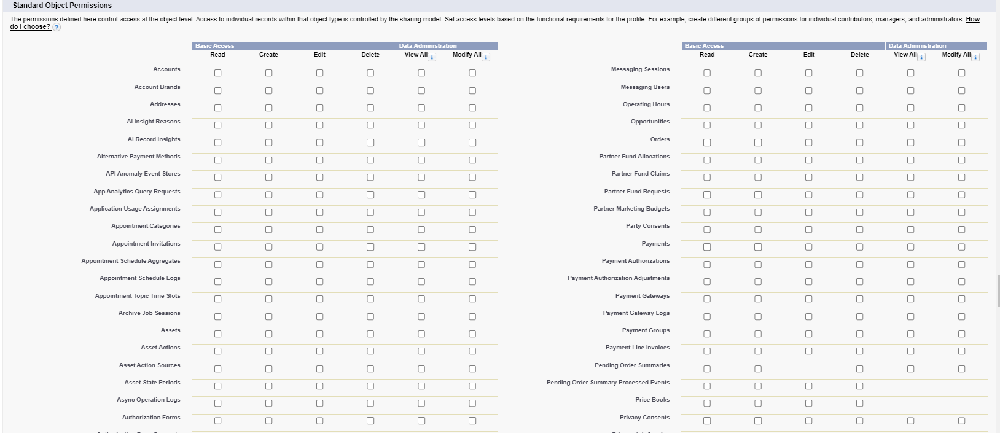 Standard Object Permissions
The permissions defined here control access at the object level. Access to individual records within that object type is controlled by the sharing model. Set access levels based on the functional requirements for the profile. For example, create different groups of permissions for individual contributors, managers, and administrators. How
do I choose? ?
Basic Access Data Administration Basic Access Data Administration
Read Create Edit Delete View All i Modify All i Read Create Edit Delete View All i Modify All i
Accounts Messaging Sessions
Account Brands Messaging Users
Addresses Operating Hours
AI Insight Reasons Opportunities
AI Record Insights Orders
Alternative Payment Methods Partner Fund Allocations
API Anomaly Event Stores Partner Fund Claims
App Analytics Query Requests Partner Fund Requests
Application Usage Assignments Partner Marketing Budgets
Appointment Categories Party Consents
Appointment Invitations Payments
Appointment Schedule Aggregates Payment Authorizations
Appointment Schedule Logs Payment Authorization Adjustments
Appointment Topic Time Slots Payment Gateways
Archive Job Sessions Payment Gateway Logs
Assets Payment Groups
Asset Actions Payment Line Invoices
Asset Action Sources Pending Order Summaries
Asset State Periods Pending Order Summary Processed Events
Async Operation Logs Price Books
Authorization Forms Privacy Consents